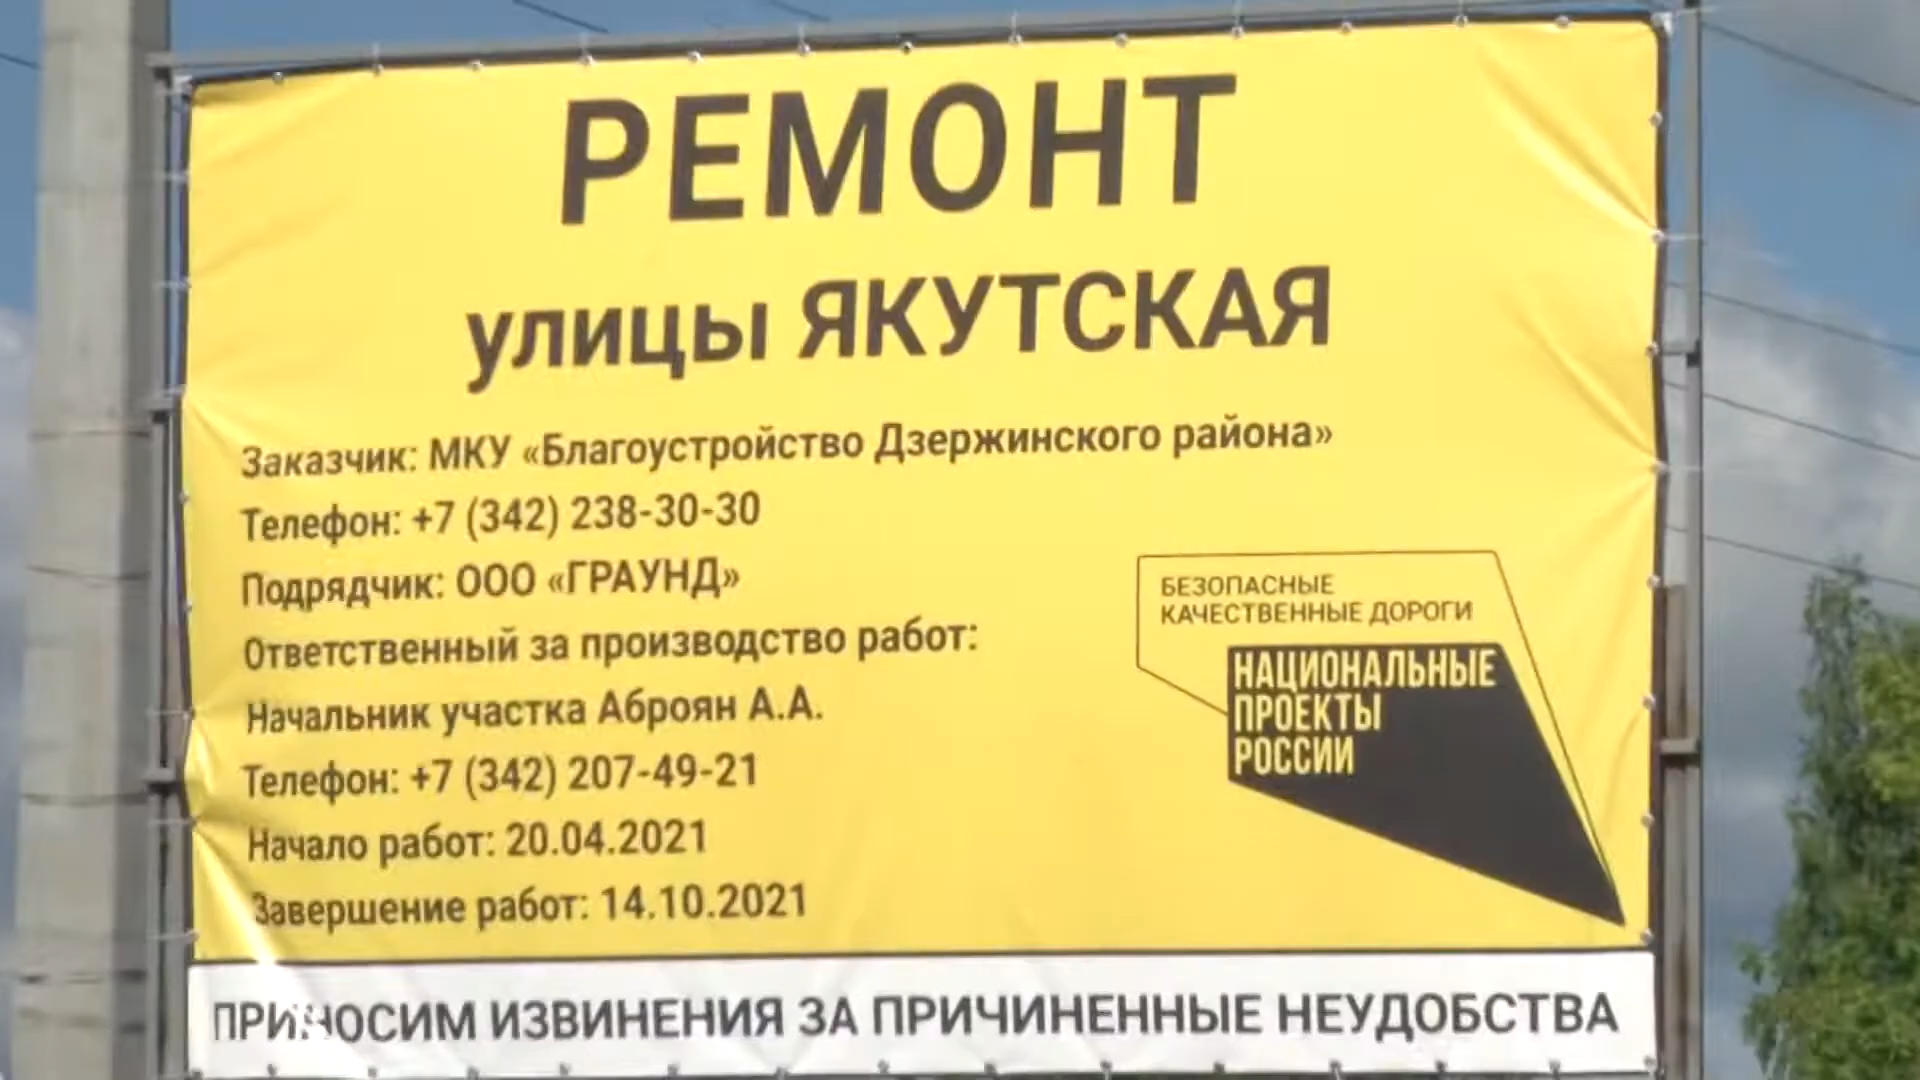 РЕМОНТ
улицы ЯКУТСКАЯ
Заказчик: МКУ «Благоустройство Дзержинского района»
Телефон: +7 (342) 238-30-30
Подрядчик: ООО «ГРАУНД»
Ответственный за производство работ:
Начальник участка Аброян А.А.
Телефон: +7 (342) 207-49-21
Начало работ: 20.04.2021
Завершение работ: 14.10.2021
БЕЗОПАСНЫЕ
КАЧЕСТВЕННЫЕ ДОРОГИ
НАЦИОНАЛЬНЫЕ
ПРОЕКТЫ
РОССИИ
ПРИНОСИМ ИЗВИНЕНИЯ ЗА ПРИЧИНЕННЫЕ НЕУДОБСТВА